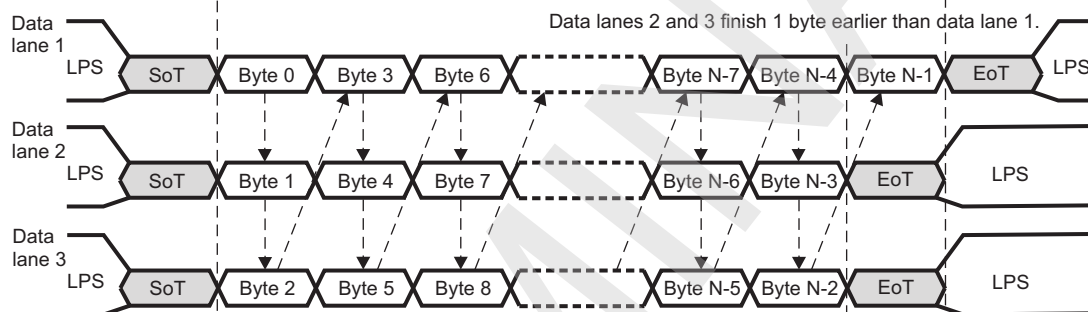 Data lanes 2 and 3 finish 1 byte earlier than data lane 1.
Data
lane 1
LPS SoT Byte 0 Byte 3 Byte 6 Byte N-7 Byte N-4 Byte N-1 EoT LPS
Data
lane 2
LPS SoT Byte 1 Byte 4 Byte 7 Byte N-6 Byte N-3 EoT LPS
Data
lane 3
LPS SoT Byte 2 Byte 5 Byte 8 Byte N-5 Byte N-2 EoT LPS